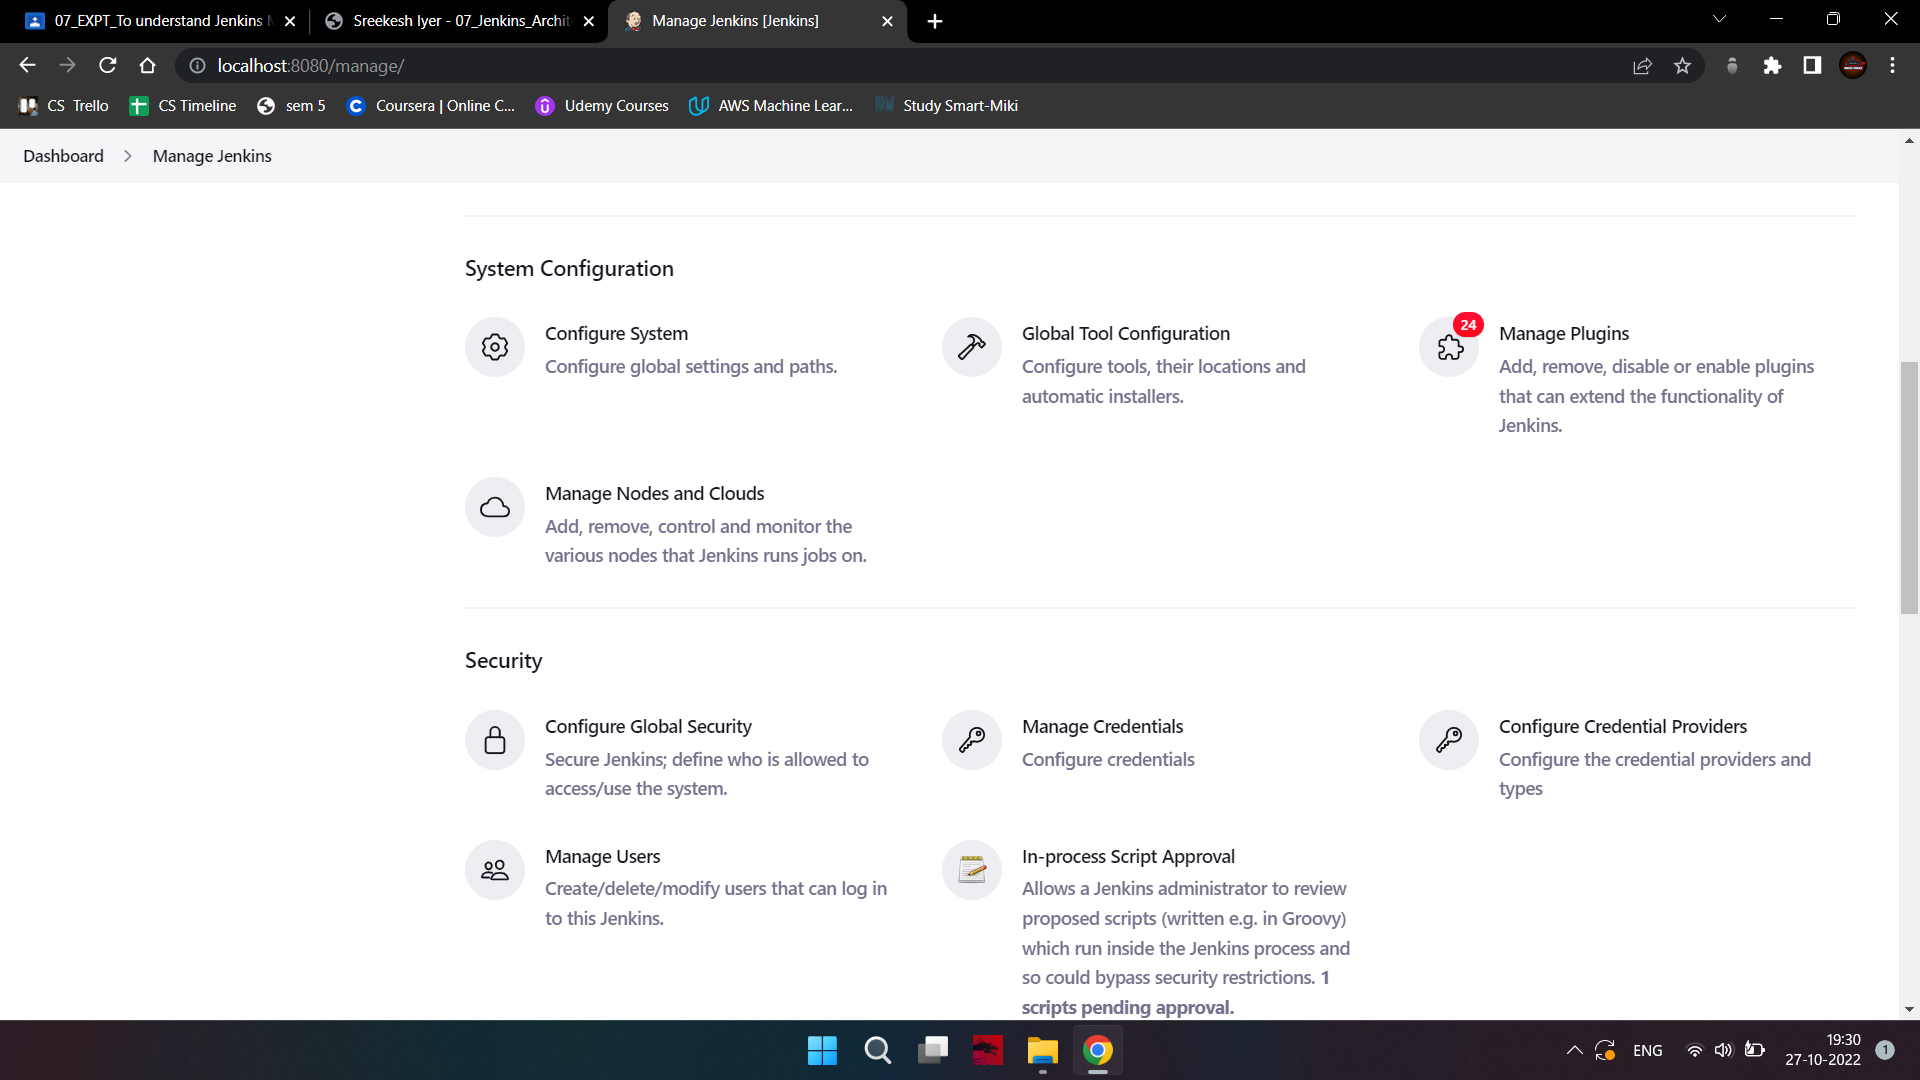 07_EXPT_To understand Jenkins
Sreekesh Iyer - 07_Jenkins_Archit
Manage Jenkins [Jenkins]
localhost:8080/manage/
CS Trello
CS Timeline
sem 5
Coursera | Online C...
Udemy Courses
AWS Machine Lear...
Study Smart-Miki
Dashboard
Manage Jenkins
System Configuration
Configure System
Configure global settings and paths.
Global Tool Configuration
Configure tools, their locations and
automatic installers.
24
Manage Plugins
Add, remove, disable or enable plugins
that can extend the functionality of
Jenkins.
Manage Nodes and Clouds
Add, remove, control and monitor the
various nodes that Jenkins runs jobs on.
Security
Configure Global Security
Secure Jenkins; define who is allowed to
access/use the system.
Manage Credentials
Configure credentials
Configure Credential Providers
Configure the credential providers and
types
Manage Users
Create/delete/modify users that can log in
to this Jenkins.
In-process Script Approval
Allows a Jenkins administrator to review
proposed scripts (written e.g. in Groovy)
which run inside the Jenkins process and
so could bypass security restrictions. 1
scripts pending approval.
ENG
19:30
27-10-2022
1